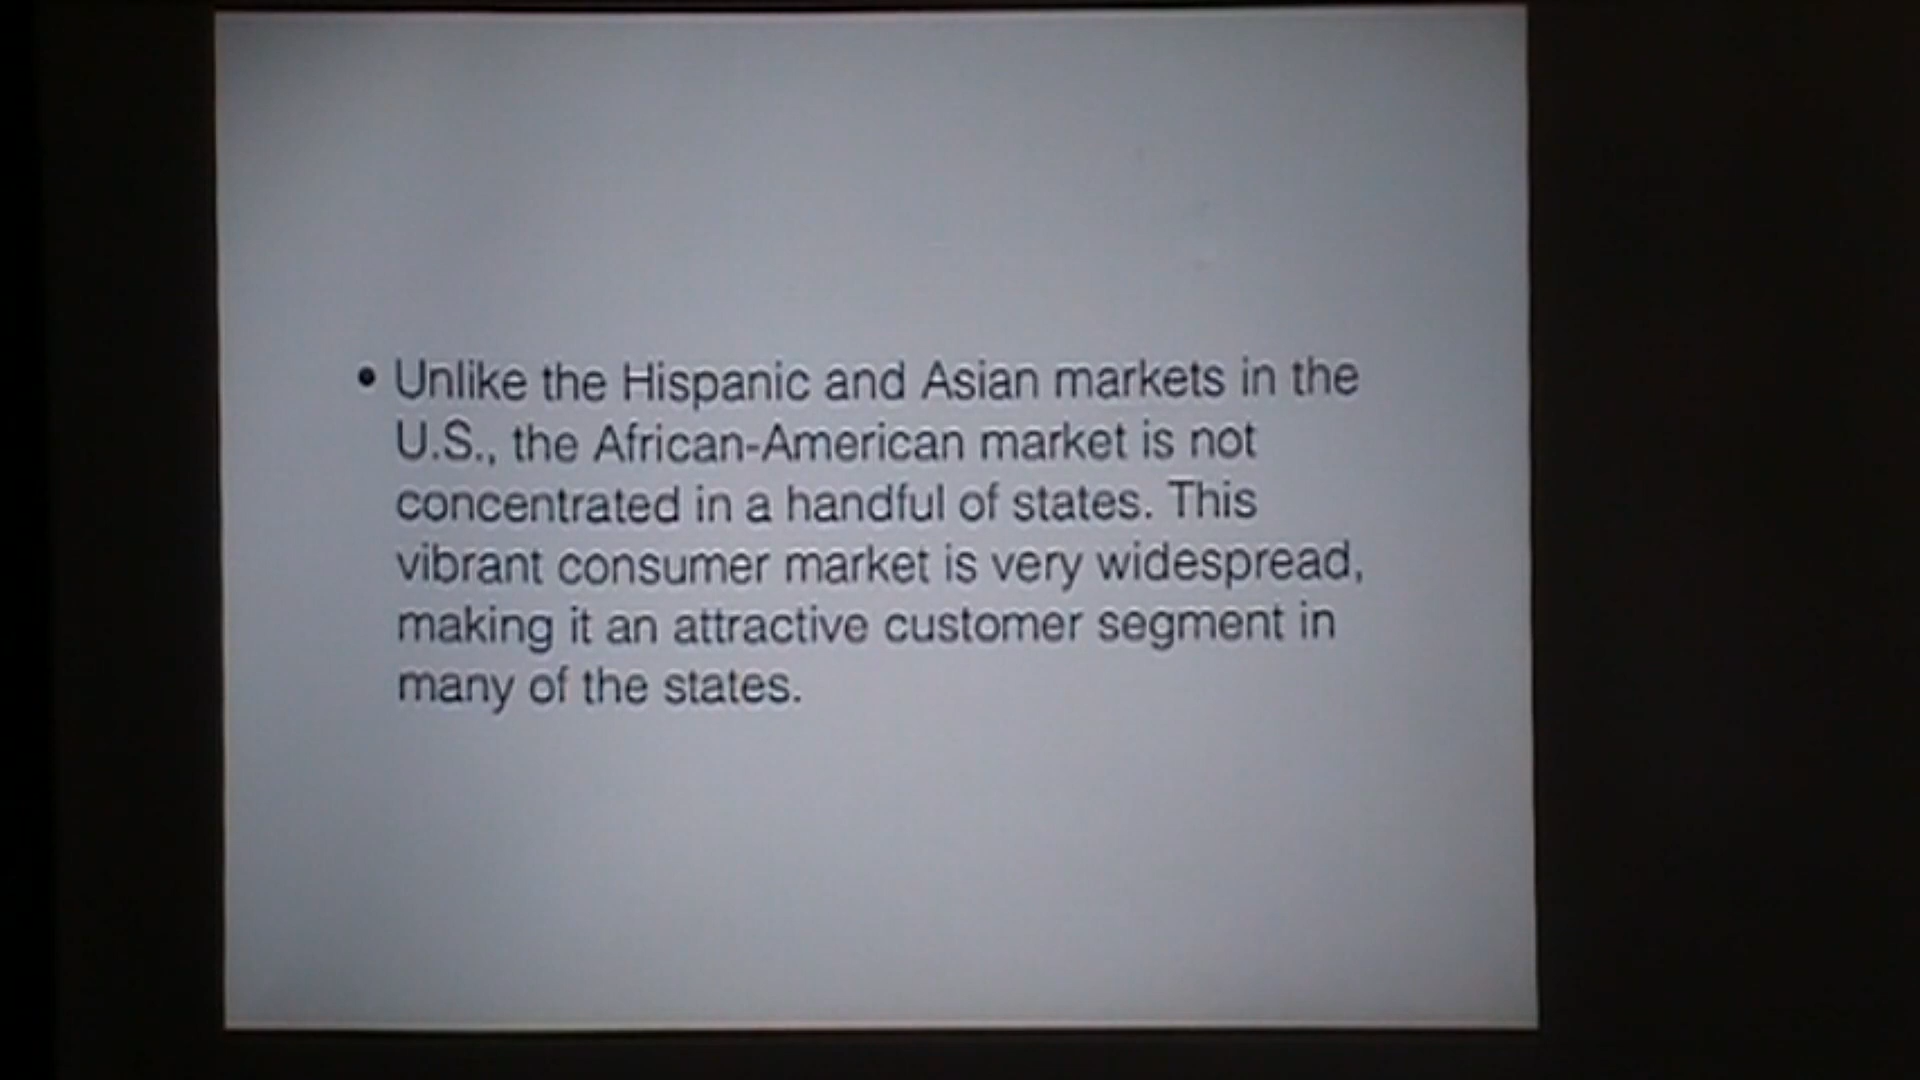 • Unlike the Hispanic and Asian markets in the
U.S., the African-American market is not
concentrated in a handful of states. This
vibrant consumer market is very widespread,
making it an attractive customer segment in
many of the states.